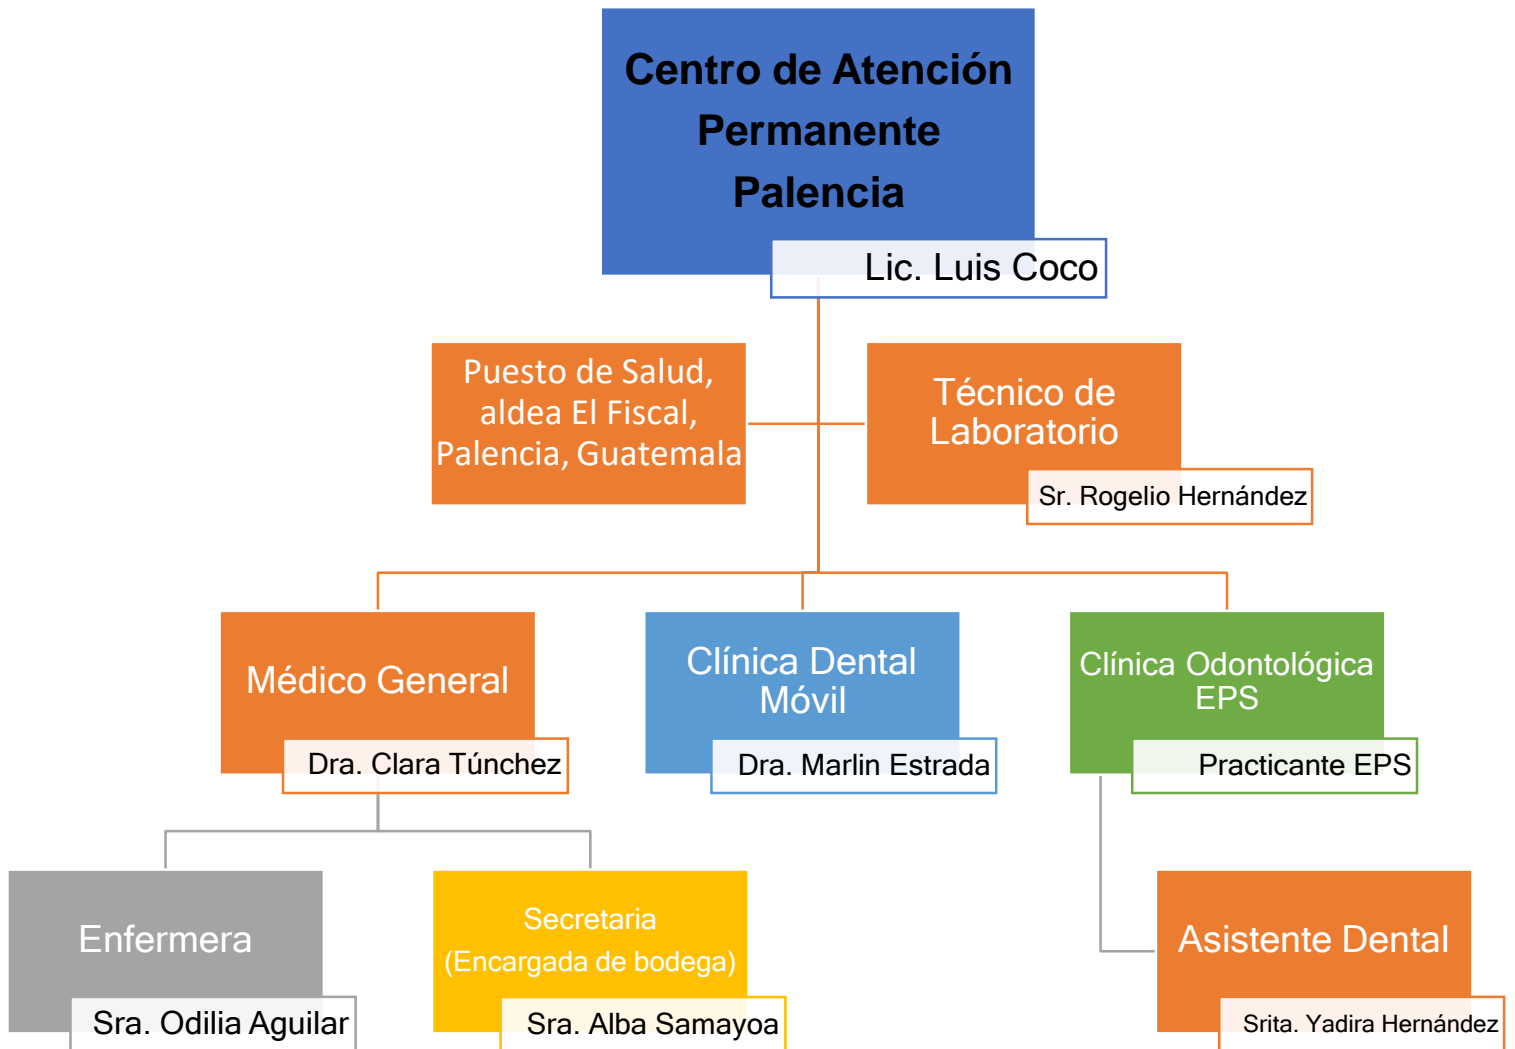 Centro de Atención
Permanente
Palencia
Lic. Luis Coco
Puesto de Salud,
aldea El Fiscal,
Palencia, Guatemala
Técnico de
Laboratorio
Sr. Rogelio Hernández
Médico General
Dra. Clara Túnchez
Clínica Dental
Móvil
Dra. Marlin Estrada
Clínica Odontológica
EPS
Practicante EPS
Enfermera
Sra. Odilia Aguilar
Secretaria
(Encargada de bodega)
Sra. Alba Samayoa
Asistente Dental
Srita. Yadira Hernández